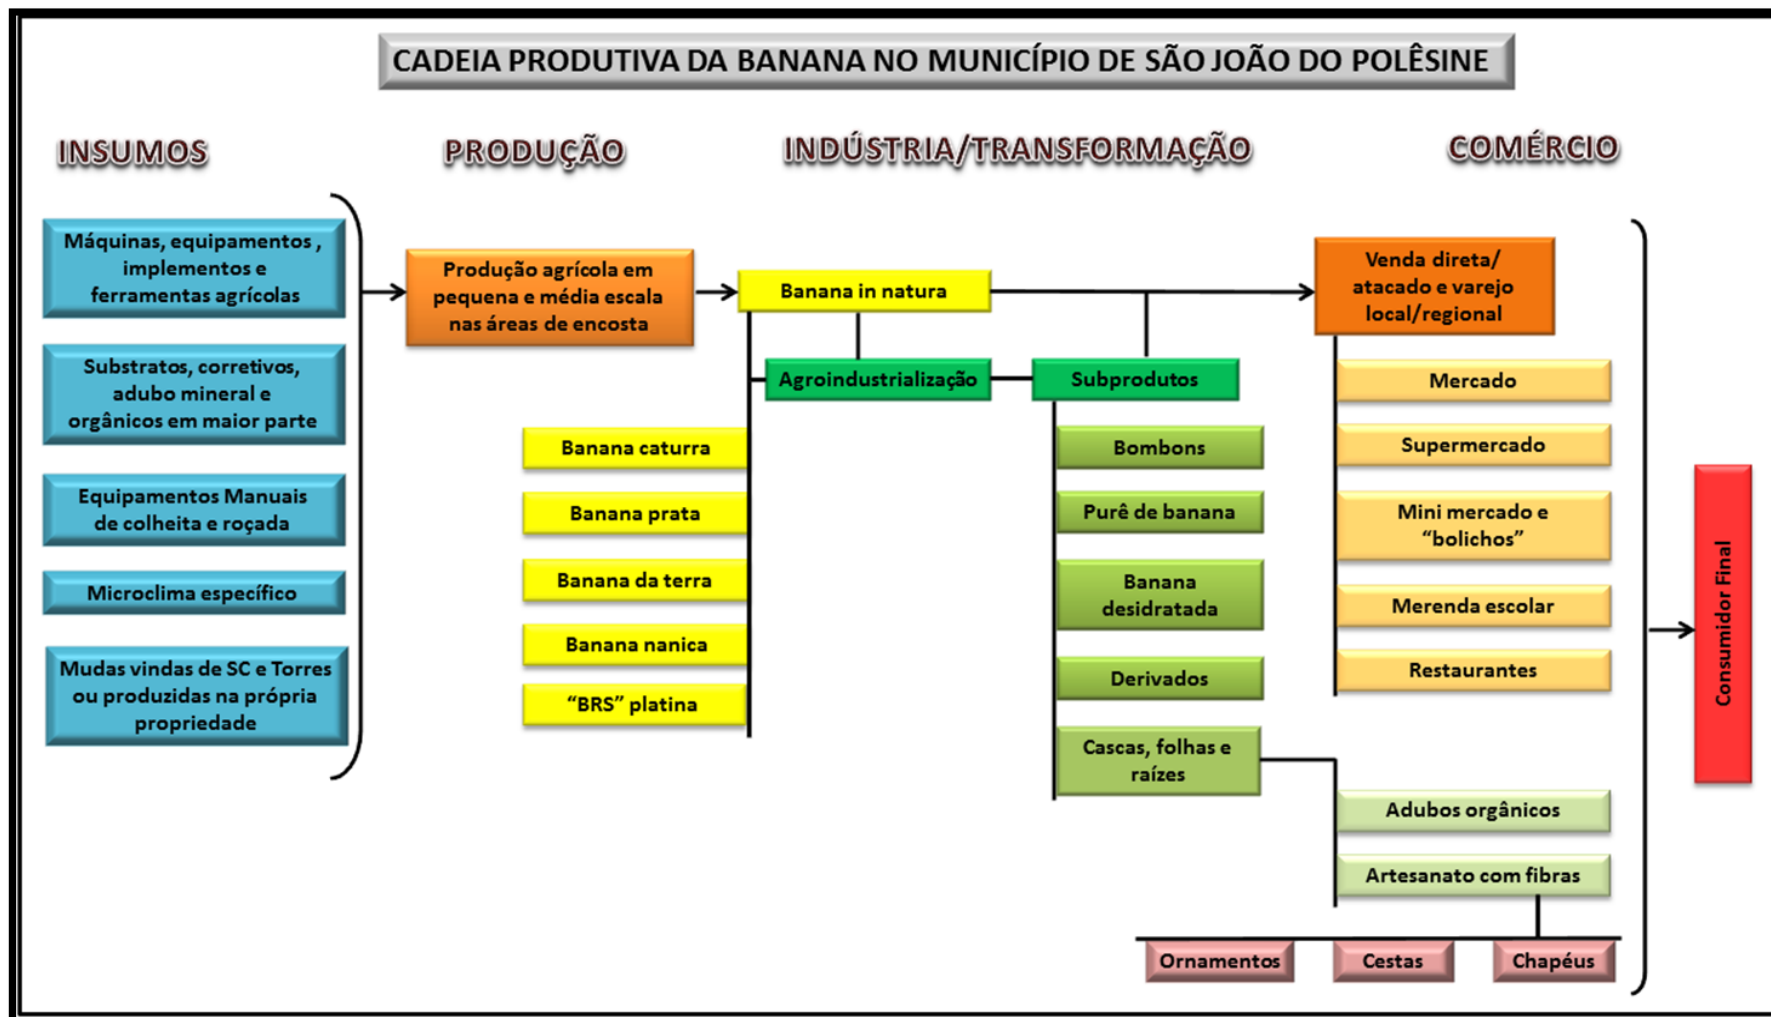 CADEIA PRODUTIVA DA BANANA NO MUNICÍPIO DE SÃO JOÃO DO POLÊSINE
INSUMOS
PRODUÇÃO
INDÚSTRIA/TRANSFORMAÇÃO
COMÉRCIO
Máquinas, equipamentos ,
implementos e
ferramentas agrícolas
Substratos, corretivos,
adubo mineral e
orgânicos em maior parte
Equipamentos Manuais
de colheita e roçada
Microclima específico
Mudas vindas de SC e Torres
ou produzidas na própria
propriedade
Produção agrícola em
pequena e média escala
nas áreas de encosta
Banana in natura
Agroindustrialização
Subprodutos
Banana caturra
Banana prata
Banana da terra
Banana nanica
“BRS” platina
Bombons
Purê de banana
Banana
desidratada
Derivados
Cascas, folhas e
raízes
Venda direta/
atacado e varejo
local/regional
Mercado
Supermercado
Mini mercado e
“bolichos”
Merenda escolar
Restaurantes
Adubos orgânicos
Artesanato com fibras
Ornamentos
Cestas
Chapéus
Consumidor Final